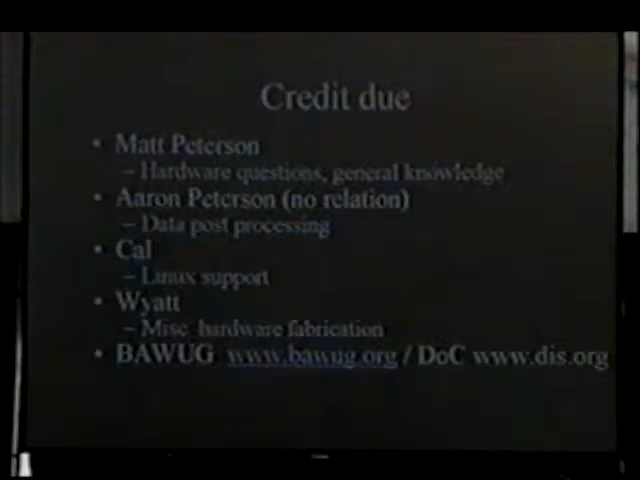 Credit due
• Matt Peterson
– Hardware questions, general knowledge
• Aaron Peterson (no relation)
– Data post processing
• Cal
– Linux support
• Wyatt
– Misc hardware fabrication
• BAWUG www.bawug.org / DoC www.dis.org